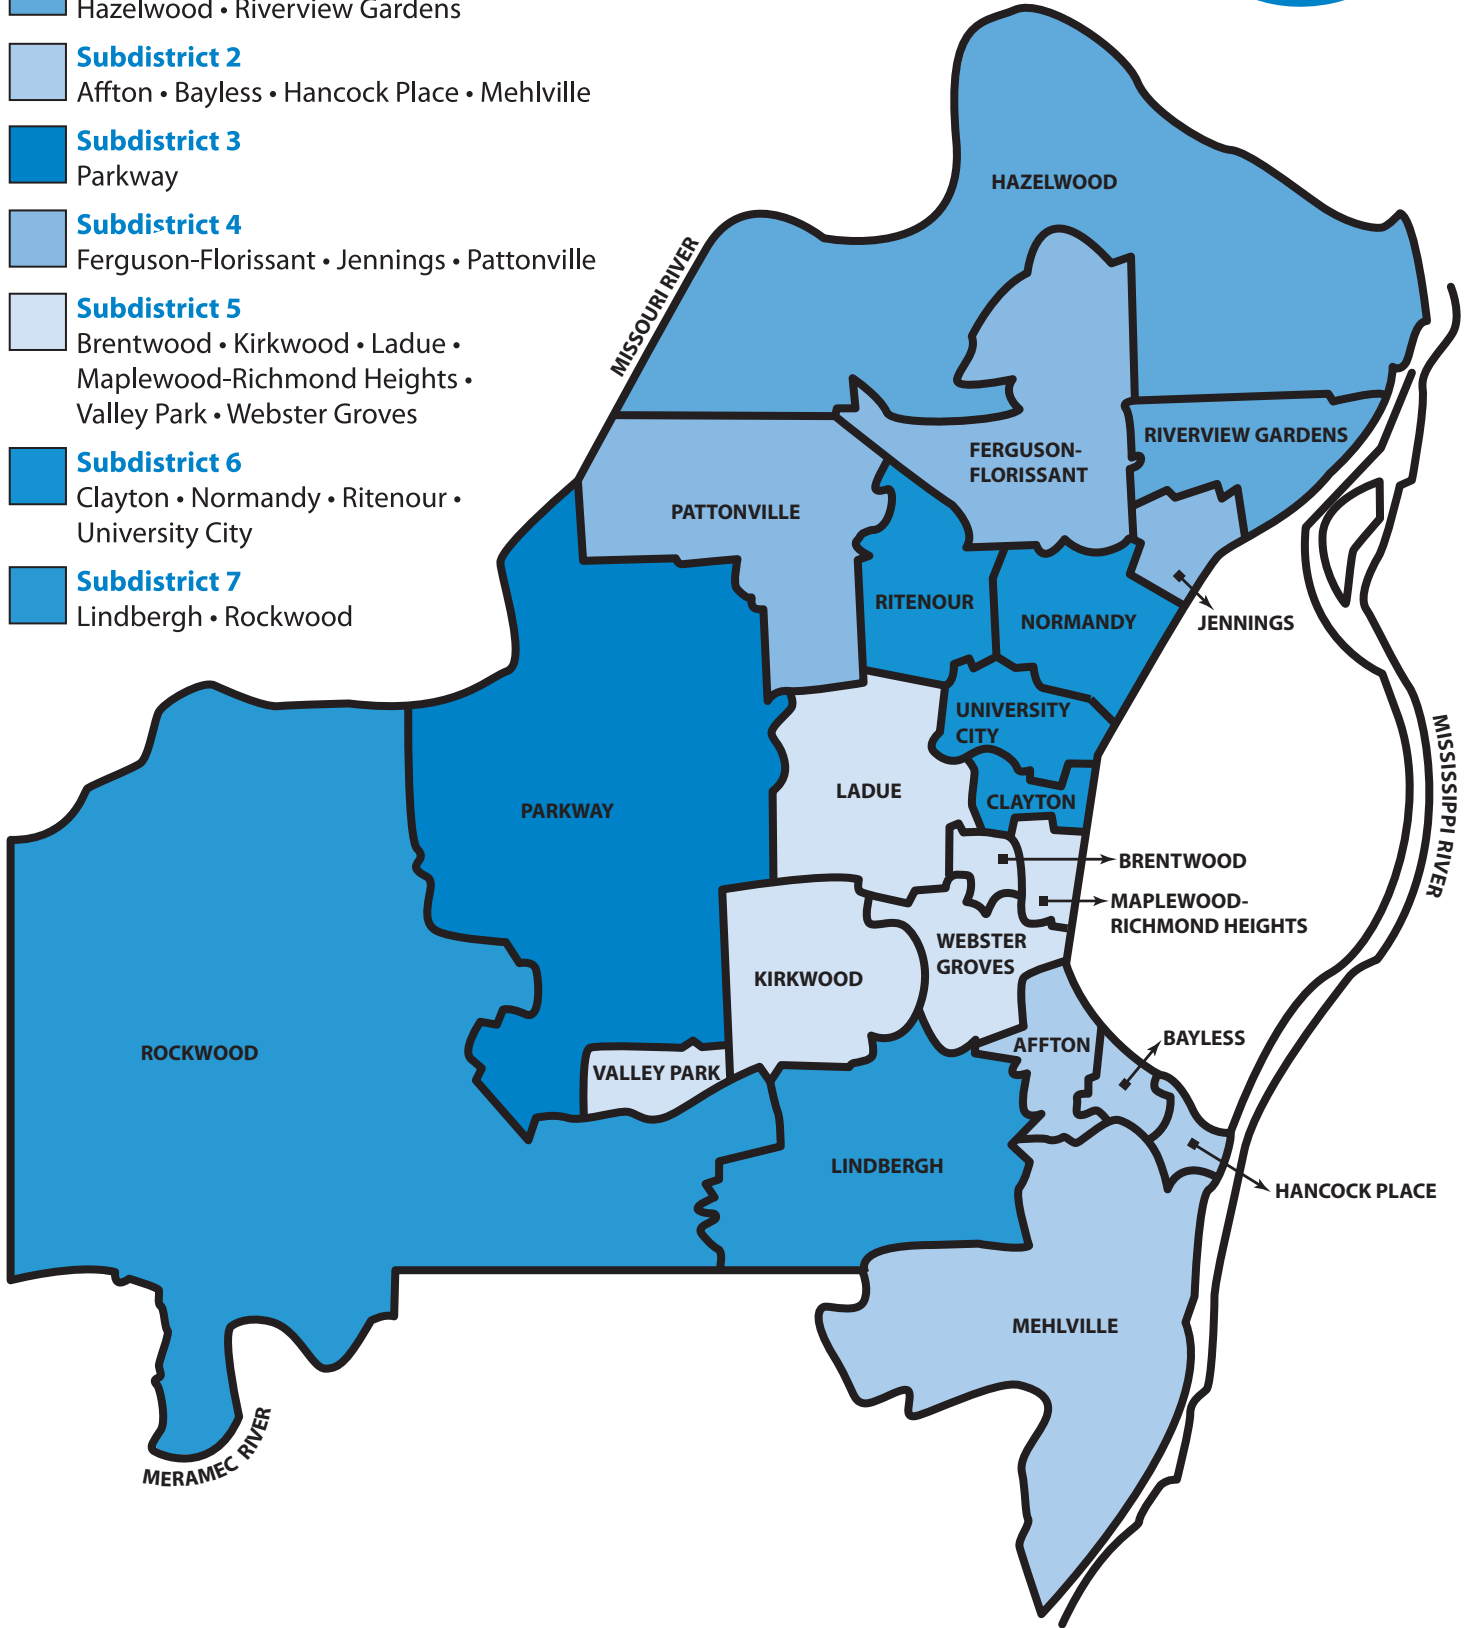 Hazelwood • Riverview Gardens
Subdistrict 2
Affton • Bayless • Hancock Place • Mehlville
Subdistrict 3
Parkway
Subdistrict 4
Ferguson-Florissant • Jennings • Pattonville
Subdistrict 5
Brentwood • Kirkwood • Ladue •
Maplewood-Richmond Heights •
Valley Park • Webster Groves
Subdistrict 6
Clayton • Normandy • Ritenour •
University City
Subdistrict 7
Lindbergh • Rockwood
HAZELWOOD
MISSOURI RIVER
RIVERVIEW GARDENS
FERGUSON-
FLORISSANT
PATTONVILLE
RITENOUR
NORMANDY
JENNINGS
UNIVERSITY
CITY
MISSISSIPPI RIVER
LADUE
CLAYTON
PARKWAY
BRENTWOOD
MAPLEWOOD-
RICHMOND HEIGHTS
WEBSTER
GROVES
KIRKWOOD
ROCKWOOD
AFFTON
BAYLESS
VALLEY PARK
LINDBERGH
HANCOCK PLACE
MEHLVILLE
MERAMEC RIVER